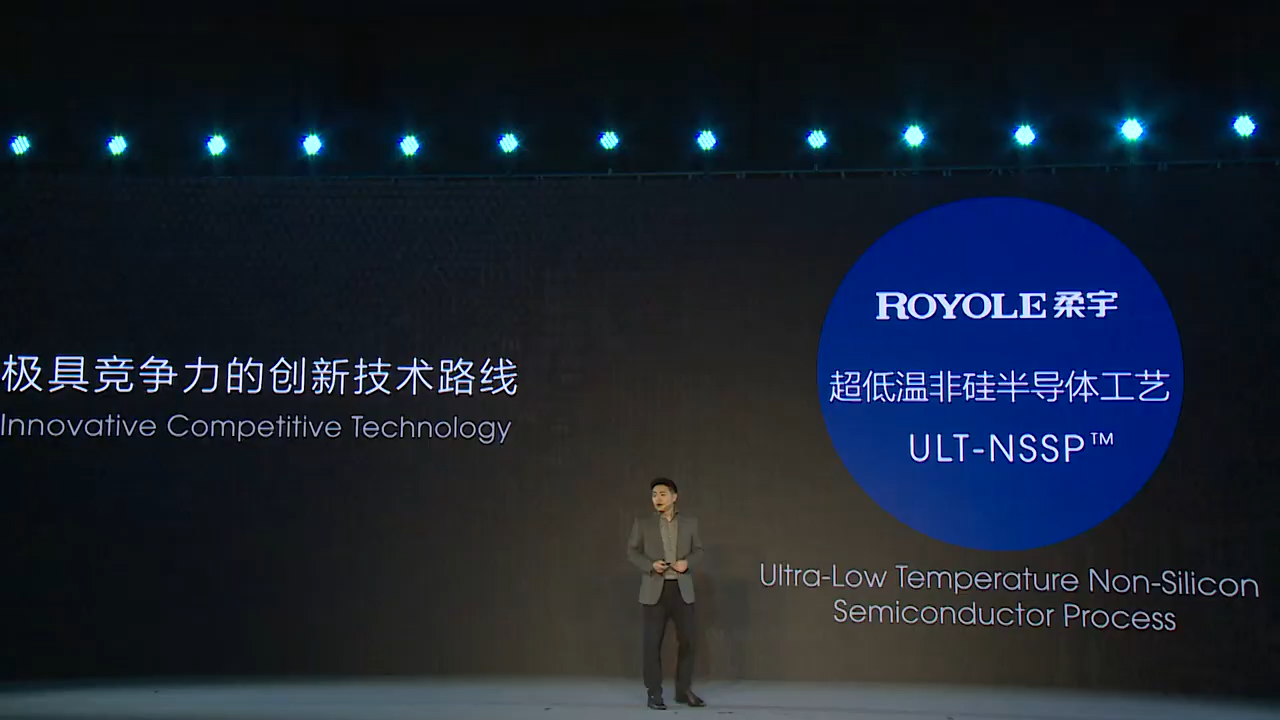 极具竞争力的创新技术路线
Innovative Competitive Technology
ROYOLE 柔宇
超低温非硅半导体工艺
ULT-NSSP™
Ultra-Low Temperature Non-Silicon
Semiconductor Process